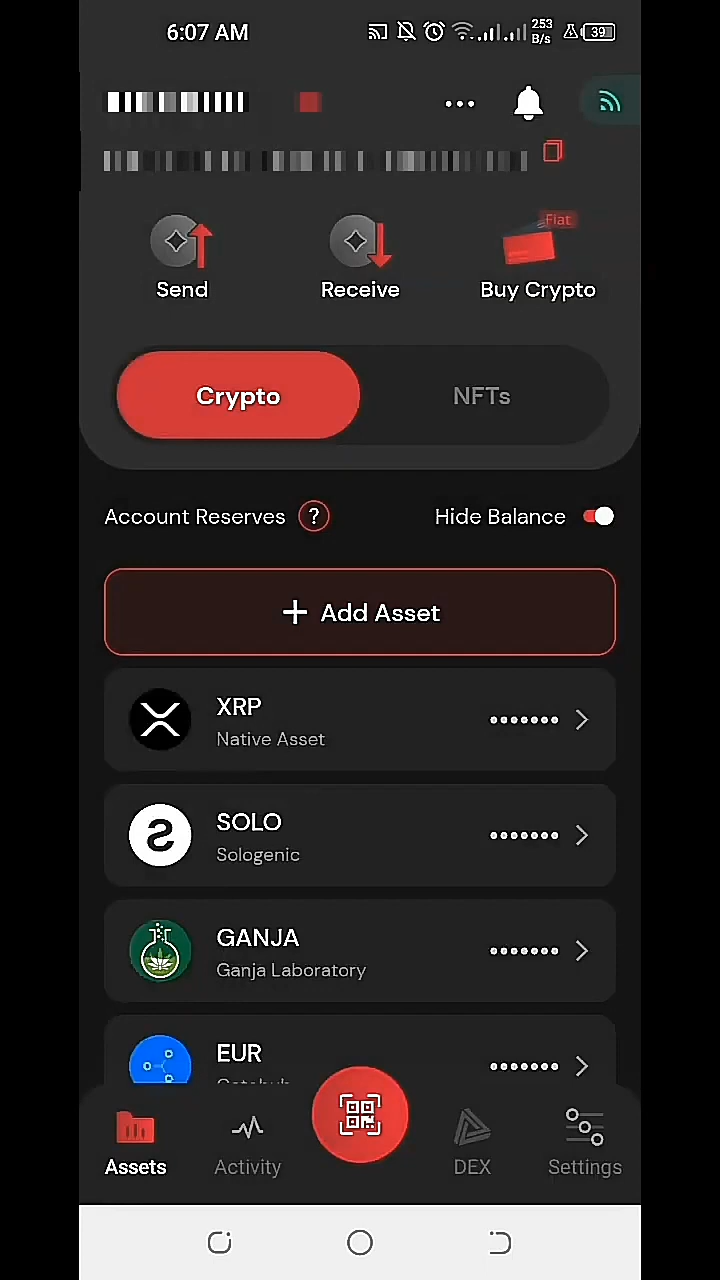 6:07 AM 253 B/s 39
Fiat
Send Receive Buy Crypto
Crypto NFTs
Account Reserves ? Hide Balance
+ Add Asset
XRP
Native Asset
SOLO
Sologenic
GANJA
Ganja Laboratory
EUR
Assets Activity DEX Settings